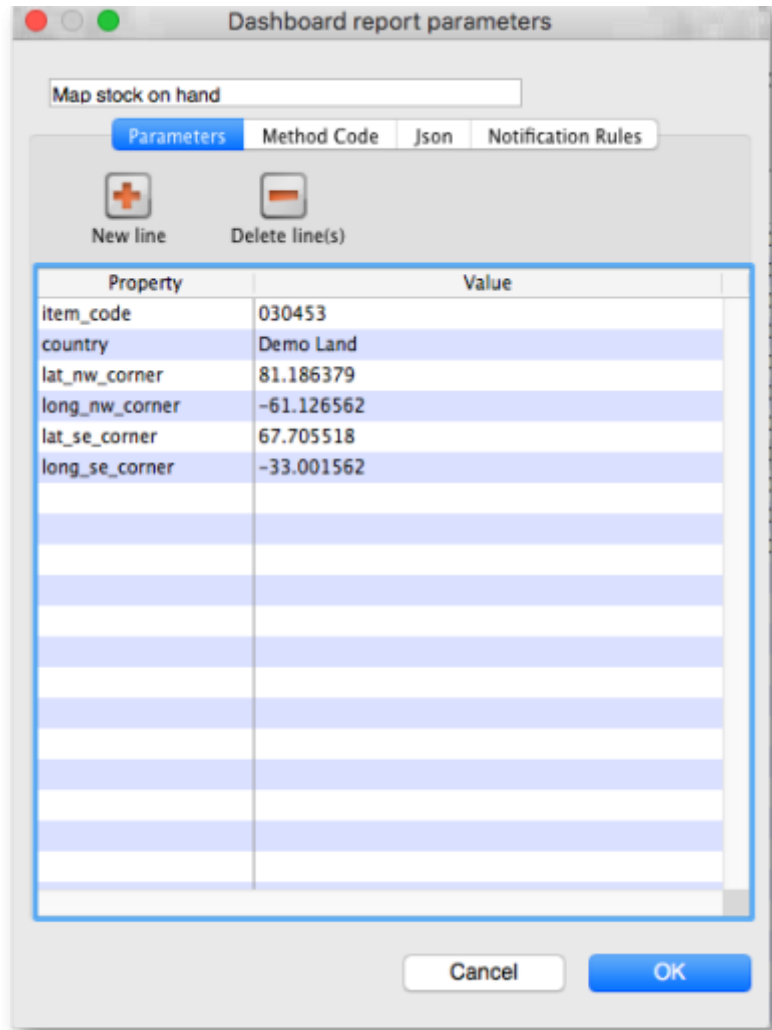 Dashboard report parameters
Map stock on hand
Parameters Method Code Json Notification Rules
New line Delete line(s)
Property Value
item_code 030453
country Demo Land
lat_nw_corner 81.186379
long_nw_corner -61.126562
lat_se_corner 67.705518
long_se_corner -33.001562
Cancel OK